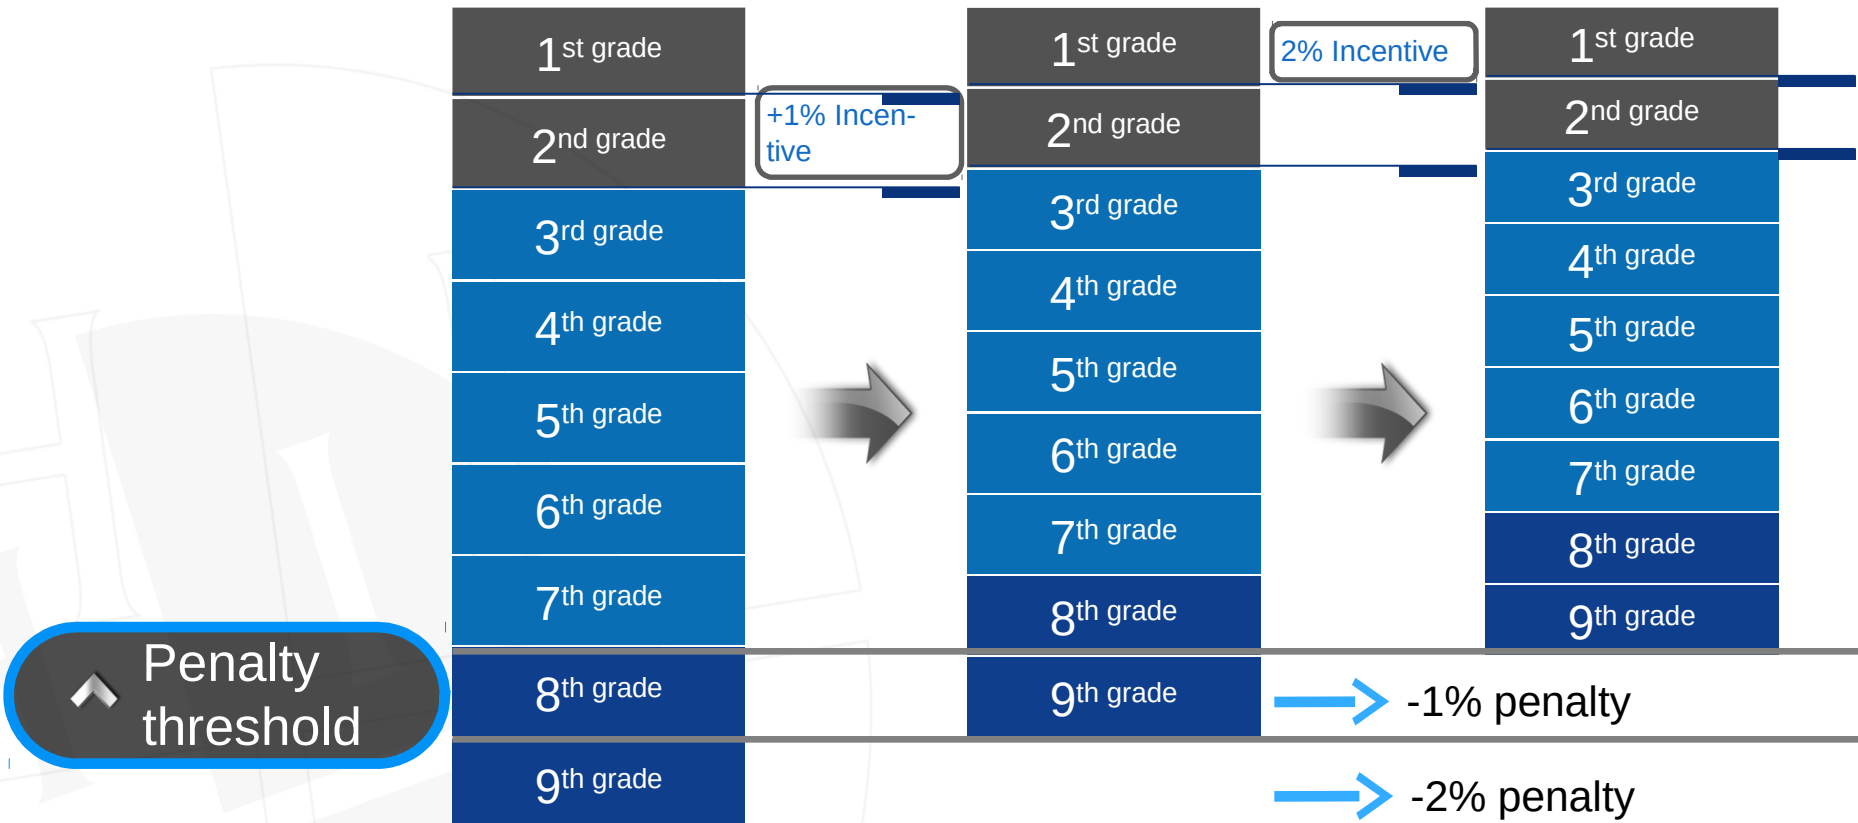 1st grade
2nd grade
3rd grade
4th grade
5th grade
6th grade
7th grade
8th grade
9th grade
+1% Incen-
tive
1st grade
2nd grade
3rd grade
4th grade
5th grade
6th grade
7th grade
8th grade
9th grade
2% Incentive
1st grade
2nd grade
3rd grade
4th grade
5th grade
6th grade
7th grade
8th grade
9th grade
Penalty
threshold
-1% penalty
-2% penalty